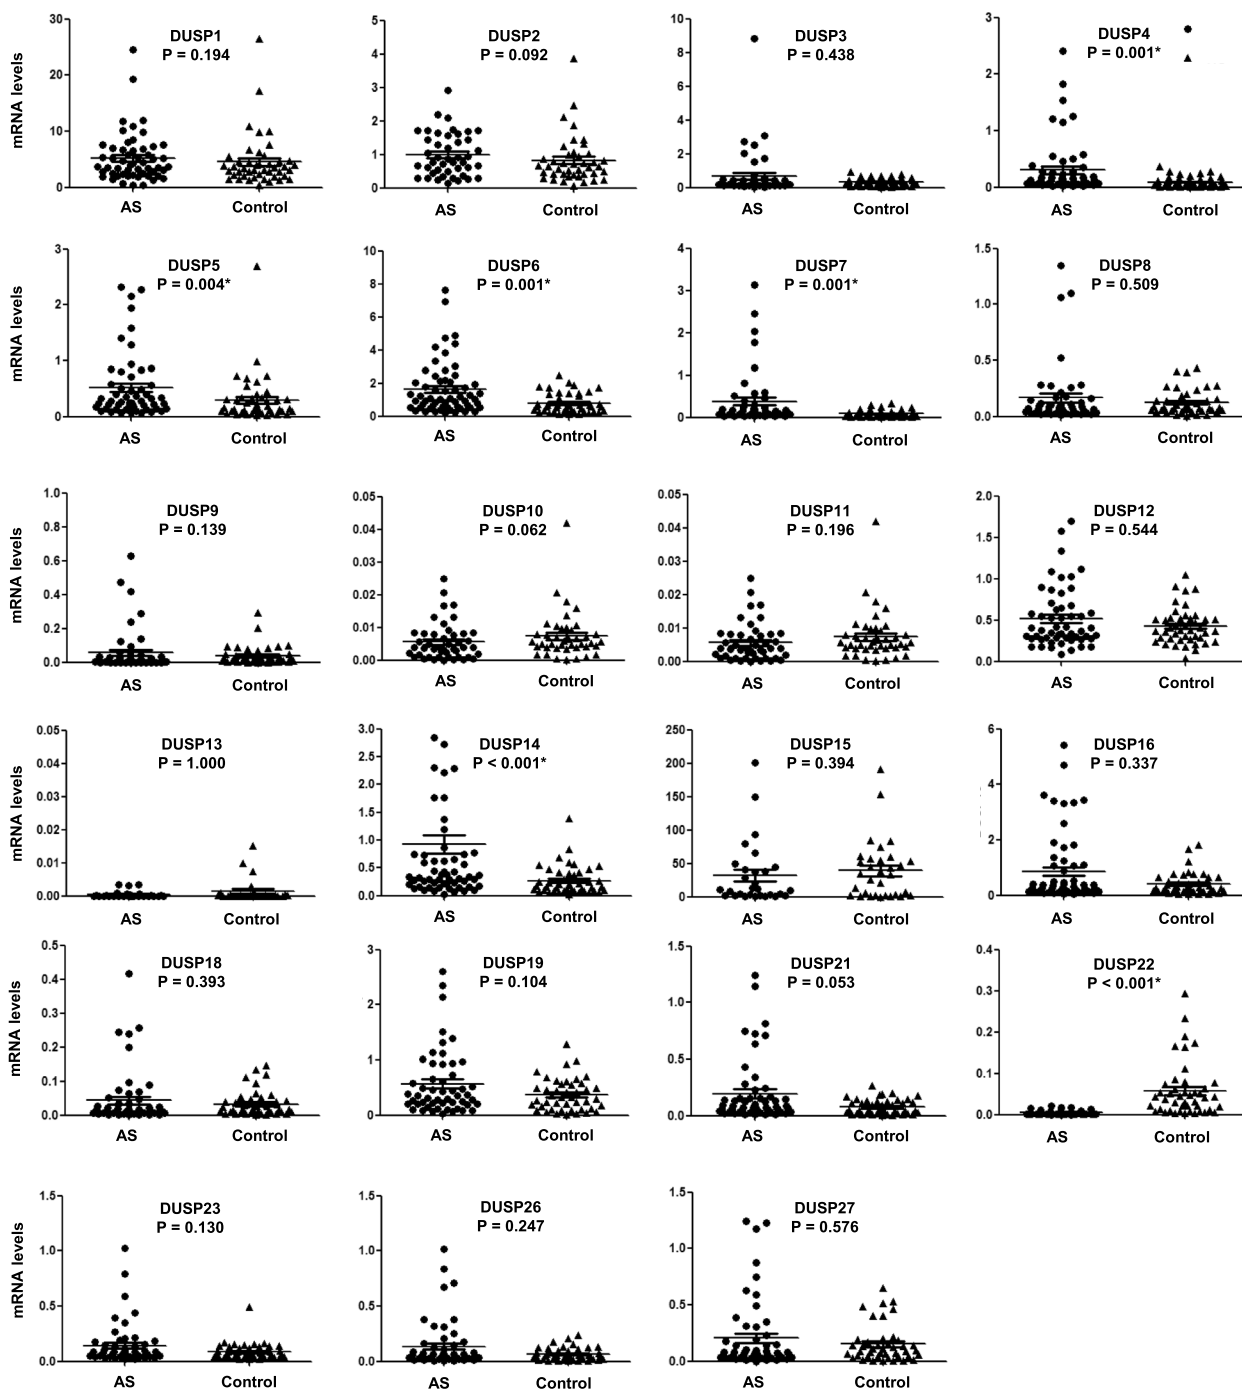 DUSP1
P = 0.194
mRNA levels
30
20
10
0
AS
Control
DUSP2
P = 0.092
5
4
3
2
1
0
AS
Control
DUSP3
P = 0.438
10
8
6
4
2
0
AS
Control
DUSP4
P = 0.001*
3
2
1
0
AS
Control
DUSP5
P = 0.004*
mRNA levels
3
2
1
0
AS
Control
DUSP6
P = 0.001*
10
8
6
4
2
0
AS
Control
DUSP7
P = 0.001*
4
3
2
1
0
AS
Control
DUSP8
P = 0.509
1.5
1.0
0.5
0.0
AS
Control
DUSP9
P = 0.139
mRNA levels
1.0
0.8
0.6
0.4
0.2
0.0
AS
Control
DUSP10
P = 0.062
0.05
0.04
0.03
0.02
0.01
0.00
AS
Control
DUSP11
P = 0.196
0.05
0.04
0.03
0.02
0.01
0.00
AS
Control
DUSP12
P = 0.544
2.0
1.5
1.0
0.5
0.0
AS
Control
DUSP13
P = 1.000
mRNA levels
0.05
0.04
0.03
0.02
0.01
0.00
AS
Control
DUSP14
P < 0.001*
3.0
2.5
2.0
1.5
1.0
0.5
0.0
AS
Control
DUSP15
P = 0.394
250
200
150
100
50
0
AS
Control
DUSP16
P = 0.337
6
4
2
0
AS
Control
DUSP18
P = 0.393
mRNA levels
0.5
0.4
0.3
0.2
0.1
0.0
AS
Control
DUSP19
P = 0.104
3
2
1
0
AS
Control
DUSP21
P = 0.053
1.5
1.0
0.5
0.0
AS
Control
DUSP22
P < 0.001*
0.4
0.3
0.2
0.1
0.0
AS
Control
DUSP23
P = 0.130
mRNA levels
1.5
1.0
0.5
0.0
AS
Control
DUSP26
P = 0.247
1.5
1.0
0.5
0.0
AS
Control
DUSP27
P = 0.576
1.5
1.0
0.5
0.0
AS
Control